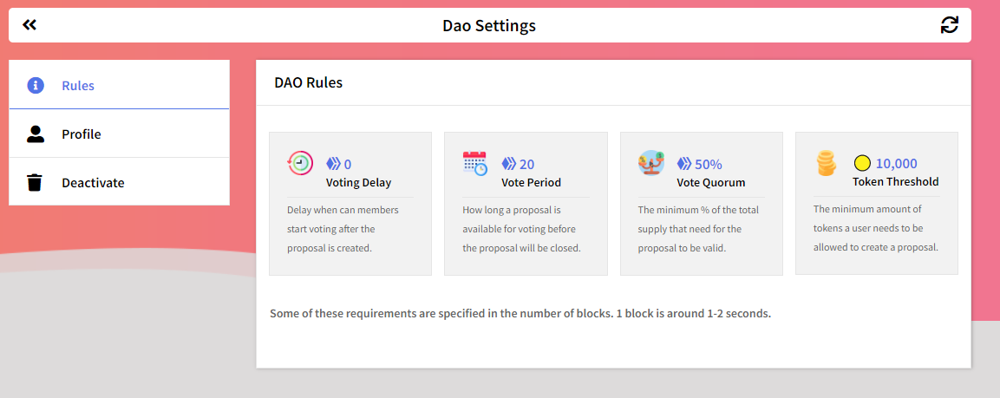 Dao Settings
Rules
Profile
Deactivate
DAO Rules
0
Voting Delay
Delay when can members
start voting after the
proposal is created.
20
Vote Period
How long a proposal is
available for voting before
the proposal will be closed.
50%
Vote Quorum
The minimum % of the total
supply that need for the
proposal to be valid.
10,000
Token Threshold
The minimum amount of
tokens a user needs to be
allowed to create a proposal.
Some of these requirements are specified in the number of blocks. 1 block is around 1-2 seconds.